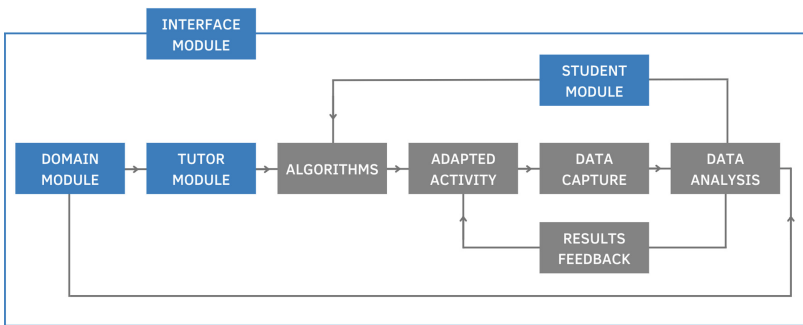 INTERFACE
MODULE
STUDENT
MODULE
DOMAIN
MODULE
TUTOR
MODULE
ALGORITHMS
ADAPTED
ACTIVITY
DATA
CAPTURE
DATA
ANALYSIS
RESULTS
FEEDBACK